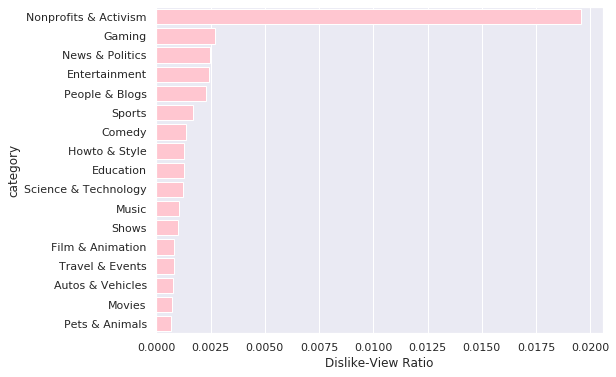 Nonprofits & Activism
Gaming
News & Politics
Entertainment
People & Blogs
Sports
Comedy
Howto & Style
Education
Science & Technology
Music
Shows
Film & Animation
Travel & Events
Autos & Vehicles
Movies
Pets & Animals
category
0.0000 0.0025 0.0050 0.0075 0.0100 0.0125 0.0150 0.0175 0.0200
Dislike-View Ratio